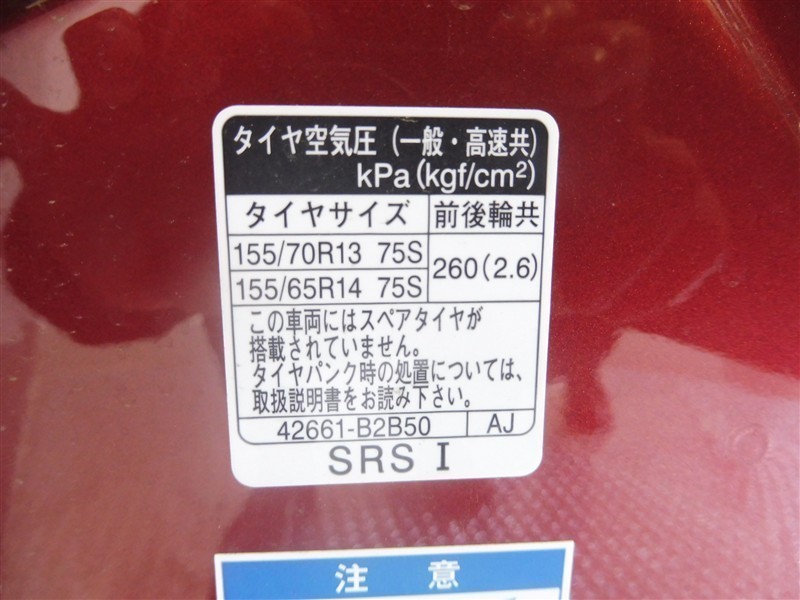 タイヤ空気圧 (一般・高速共)
kPa (kgf/cm²)
タイヤサイズ 前後輪共
155/70R13 75S 260(2.6)
155/65R14 75S
この車両にはスペアタイヤが
搭載されていません。
タイヤパンク時の処置については、
取扱説明書をお読み下さい。
42661-B2B50 AJ
SRS I
注 意